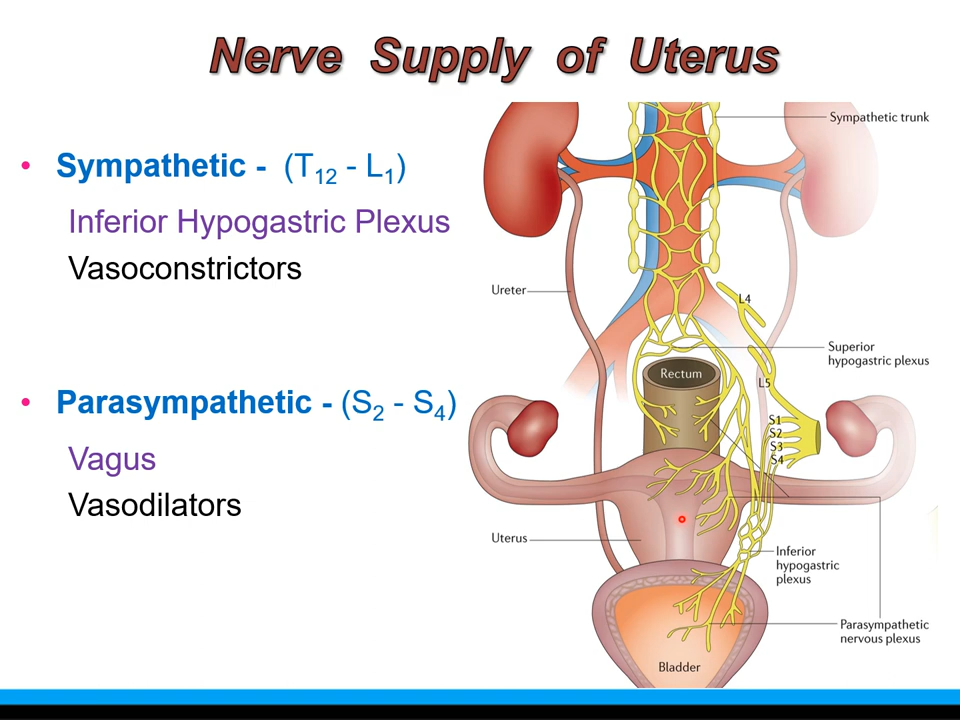 Nerve Supply of Uterus
• Sympathetic - (T12 - L1)
Inferior Hypogastric Plexus
Vasoconstrictors
• Parasympathetic - (S2 - S4)
Vagus
Vasodilators
Sympathetic trunk
Ureter
L4
Superior
hypogastric plexus
Rectum
L5
S1
S2
S3
S4
Uterus
Inferior
hypogastric
plexus
Parasympathetic
nervous plexus
Bladder